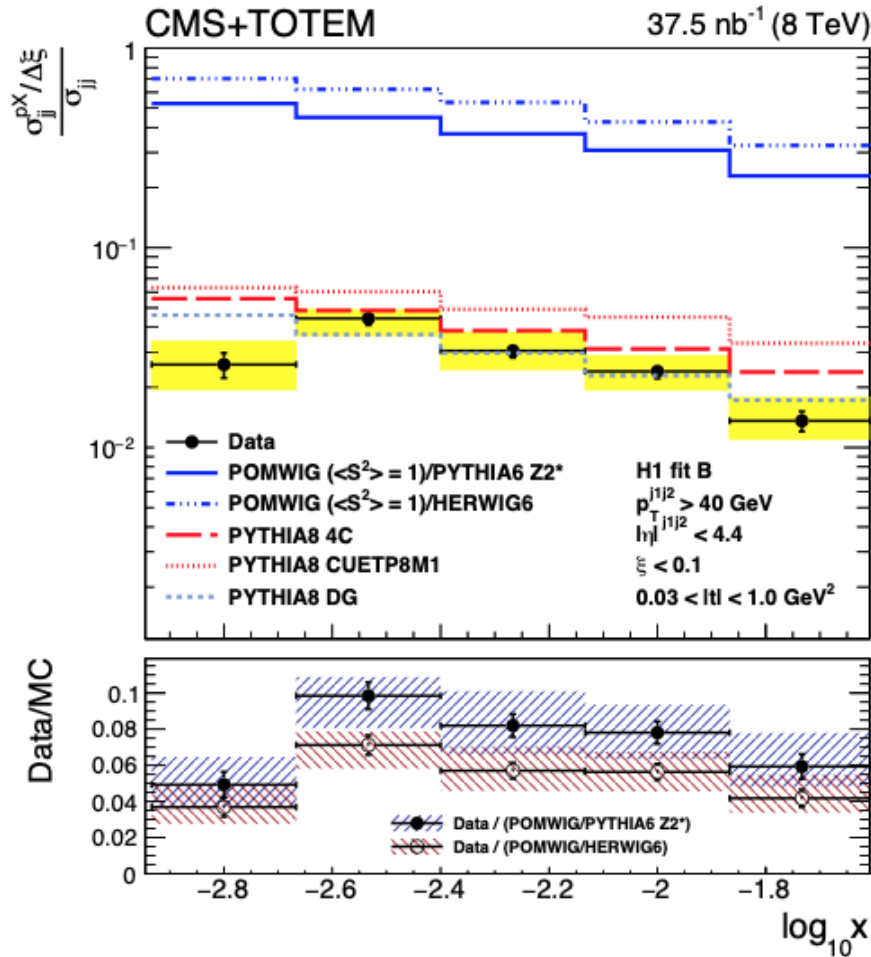 CMS+TOTEM 37.5 nb⁻¹ (8 TeV)
σ_jj^pX/Δξ
σ_jj
1
10⁻¹
10⁻²
Data
POMWIG (<S²> = 1)/PYTHIA6 Z2*
POMWIG (<S²> = 1)/HERWIG6
PYTHIA8 4C
PYTHIA8 CUETP8M1
PYTHIA8 DG
H1 fit B
p_T^j1j2 > 40 GeV
|η|^j1j2 < 4.4
ξ < 0.1
0.03 < |t| < 1.0 GeV²
Data/MC
0.1
0.08
0.06
0.04
0.02
0
Data / (POMWIG/PYTHIA6 Z2*)
Data / (POMWIG/HERWIG6)
−2.8 −2.6 −2.4 −2.2 −2 −1.8
log₁₀x